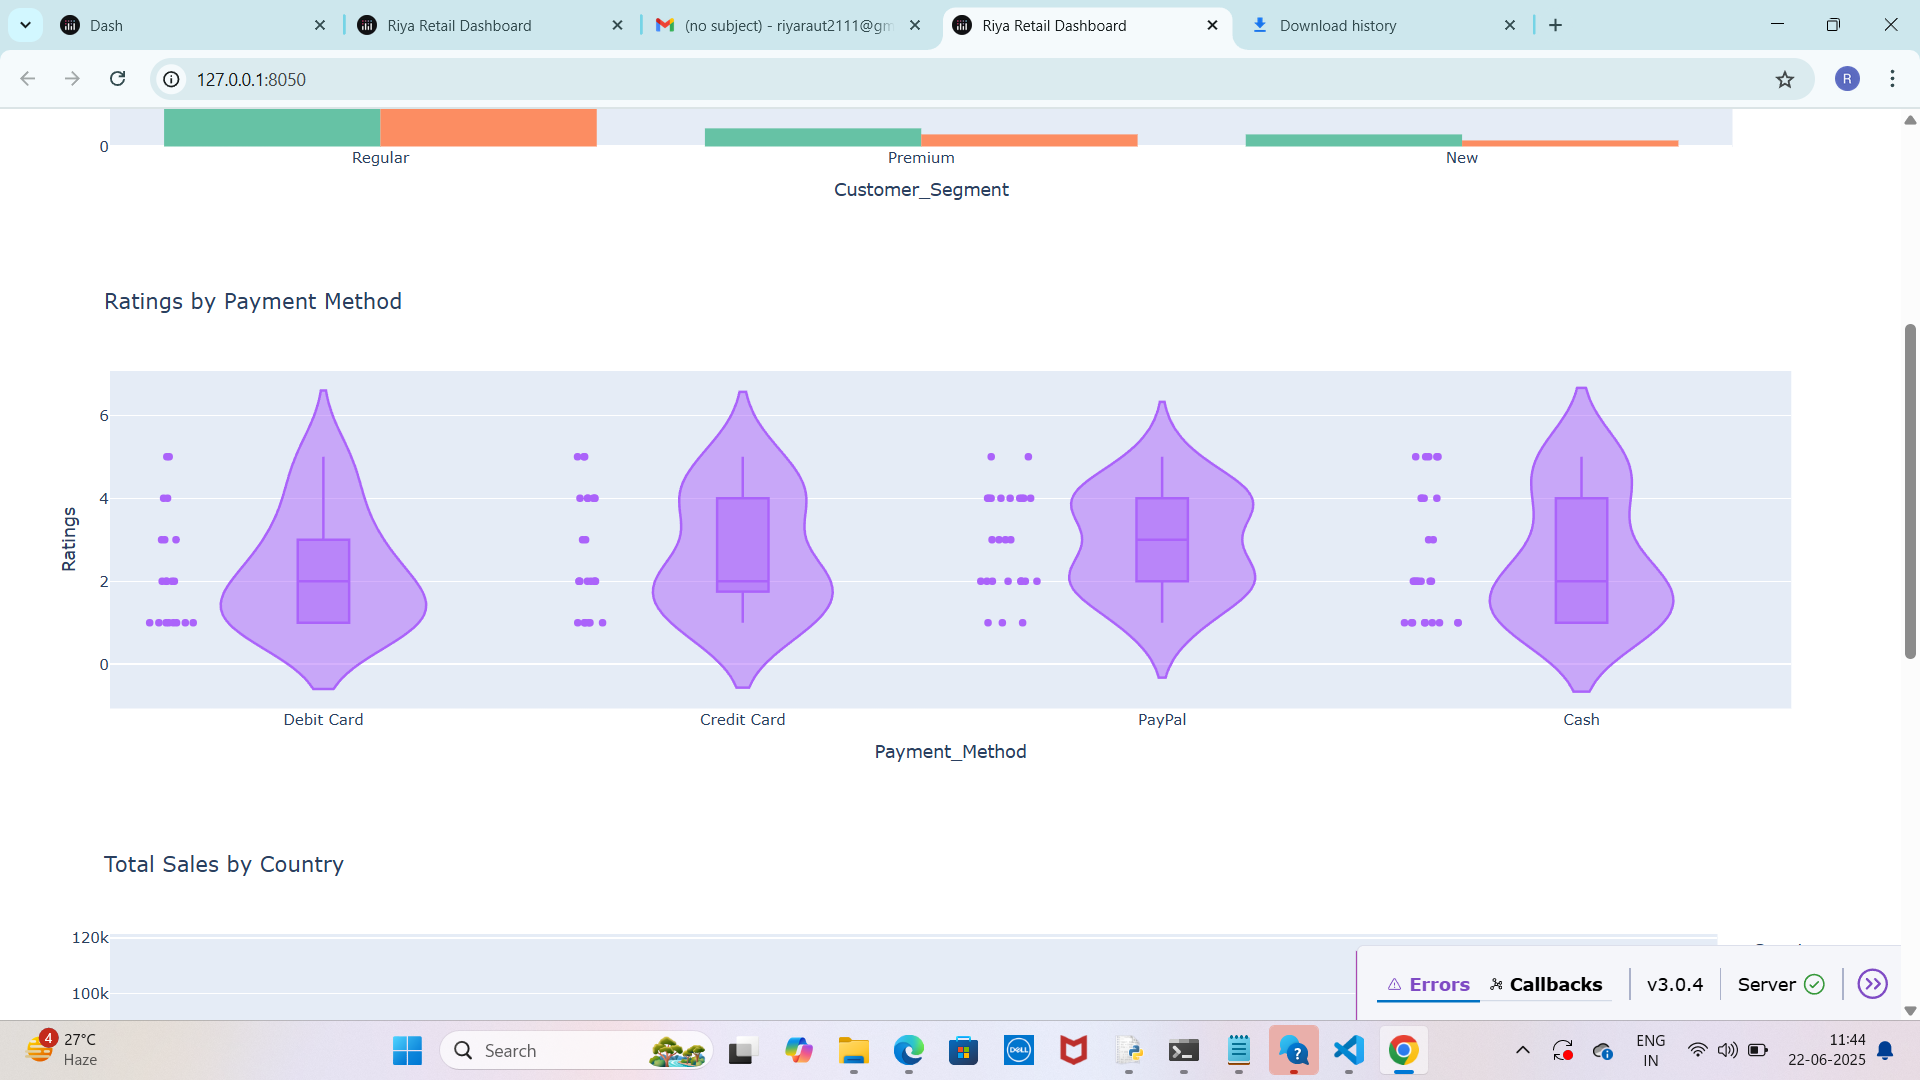 Dash
Riya Retail Dashboard
(no subject) - riyaraut2111@gm
Riya Retail Dashboard
Download history
127.0.0.1:8050
R
0
Regular
Premium
New
Customer_Segment
Ratings by Payment Method
6
4
2
0
Ratings
Debit Card
Credit Card
PayPal
Cash
Payment_Method
Total Sales by Country
120k
100k
Errors
Callbacks
v3.0.4
Server
4
27°C
Haze
Search
DELL
ENG
IN
11:44
22-06-2025